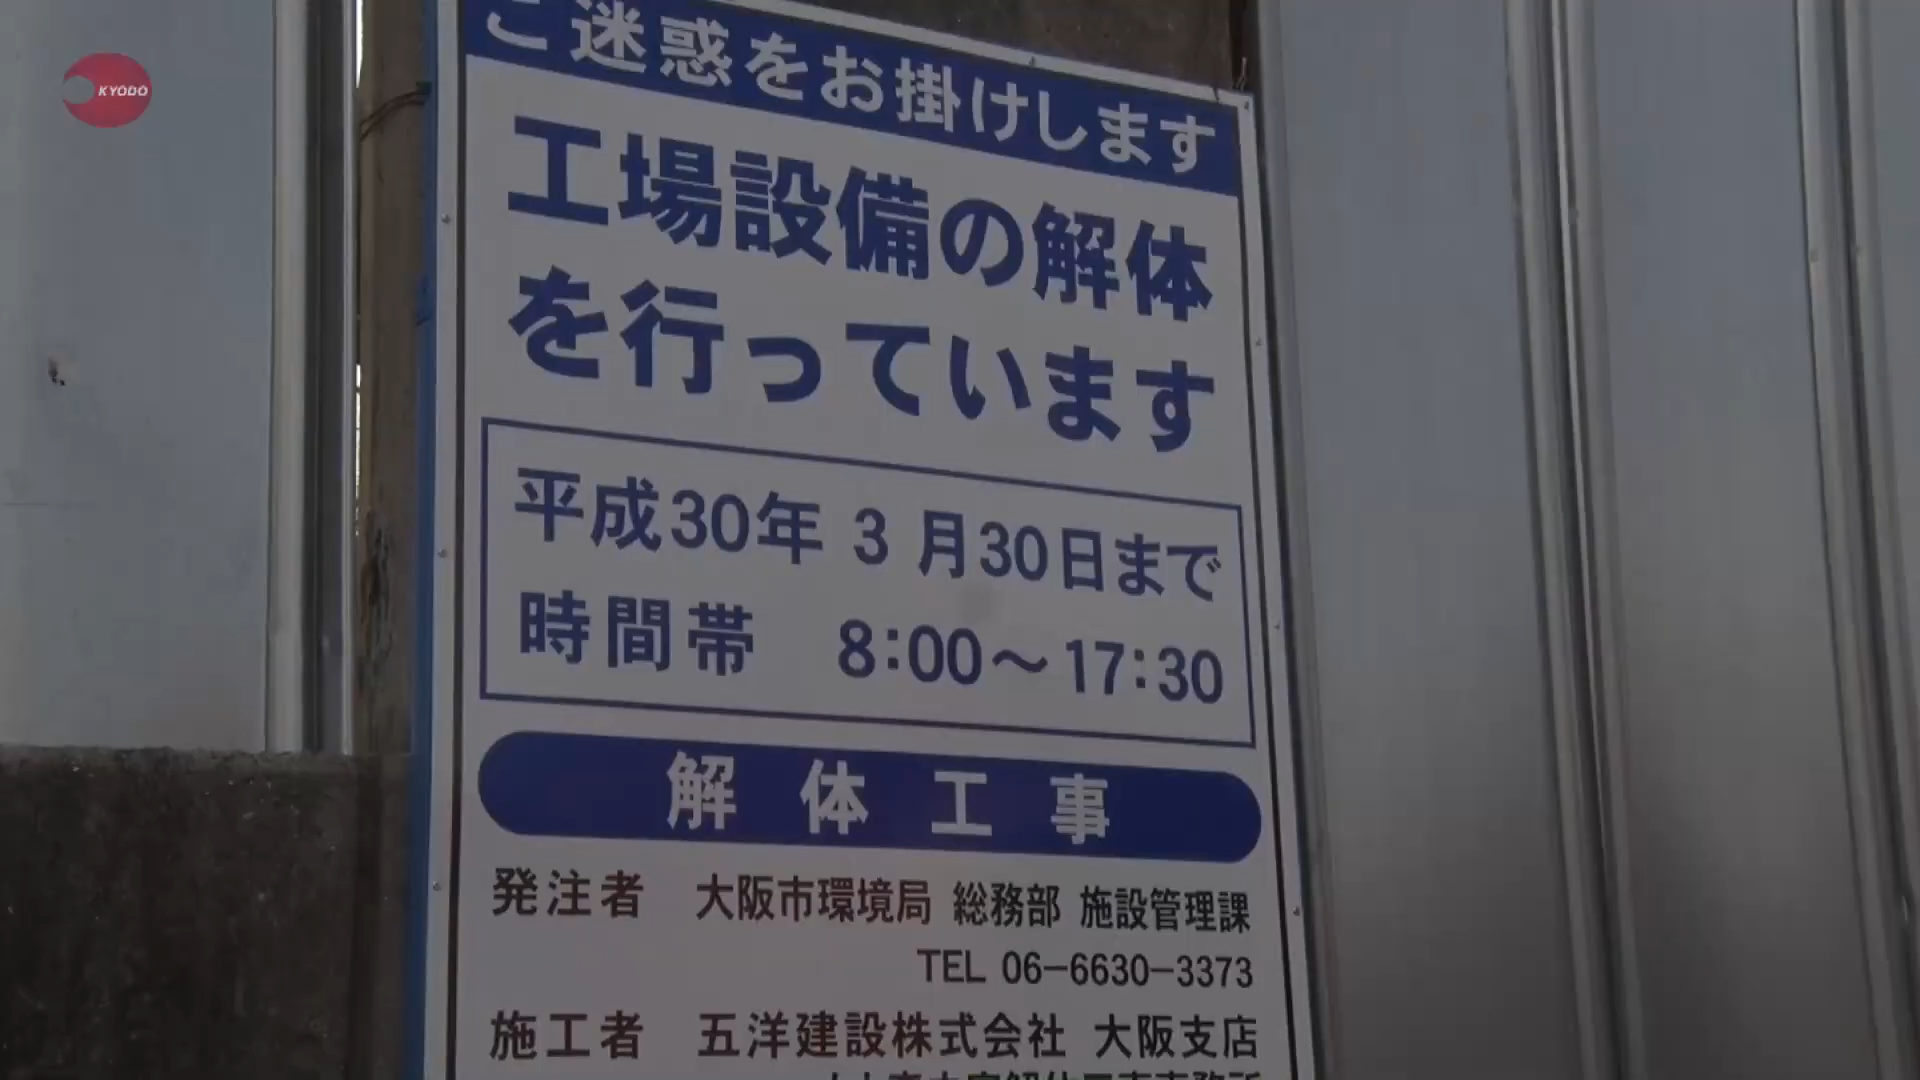 KYODO
ご迷惑をお掛けします
工場設備の解体
を行っています
平成30年 3月30日まで
時間帯 8:00～17:30
解体工事
発注者 大阪市環境局 総務部 施設管理課
TEL 06-6630-3373
施工者 五洋建設株式会社 大阪支店